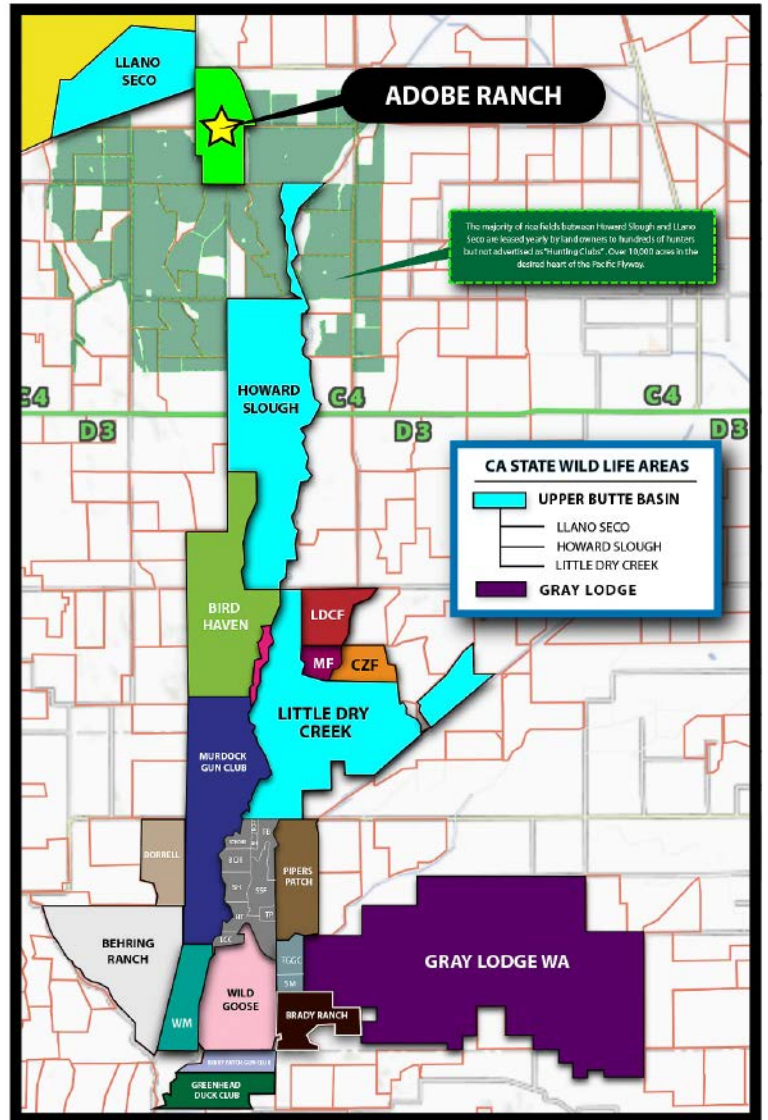 LLANO
SECO
ADOBE RANCH
The majority of rice fields between Howard Slough and LLano
Seco are leased yearly by landowners to hundreds of hunters
but not advertised as "Hunting Clubs". Over 10,000 acres in the
desired heart of the Pacific Flyway.
HOWARD
SLOUGH
C4
C4
C4
D3
D3
D3
CA STATE WILD LIFE AREAS
UPPER BUTTE BASIN
LLANO SECO
HOWARD SLOUGH
LITTLE DRY CREEK
GRAY LODGE
BIRD
HAVEN
LDCF
MF
CZF
LITTLE DRY
CREEK
MURDOCK
GUN CLUB
DORRELL
SSF
TP
PIPERS
PATCH
BEHRING
RANCH
WM
WILD
GOOSE
TGGC
SM
BRADY RANCH
GRAY LODGE WA
GREENHEAD
DUCK CLUB